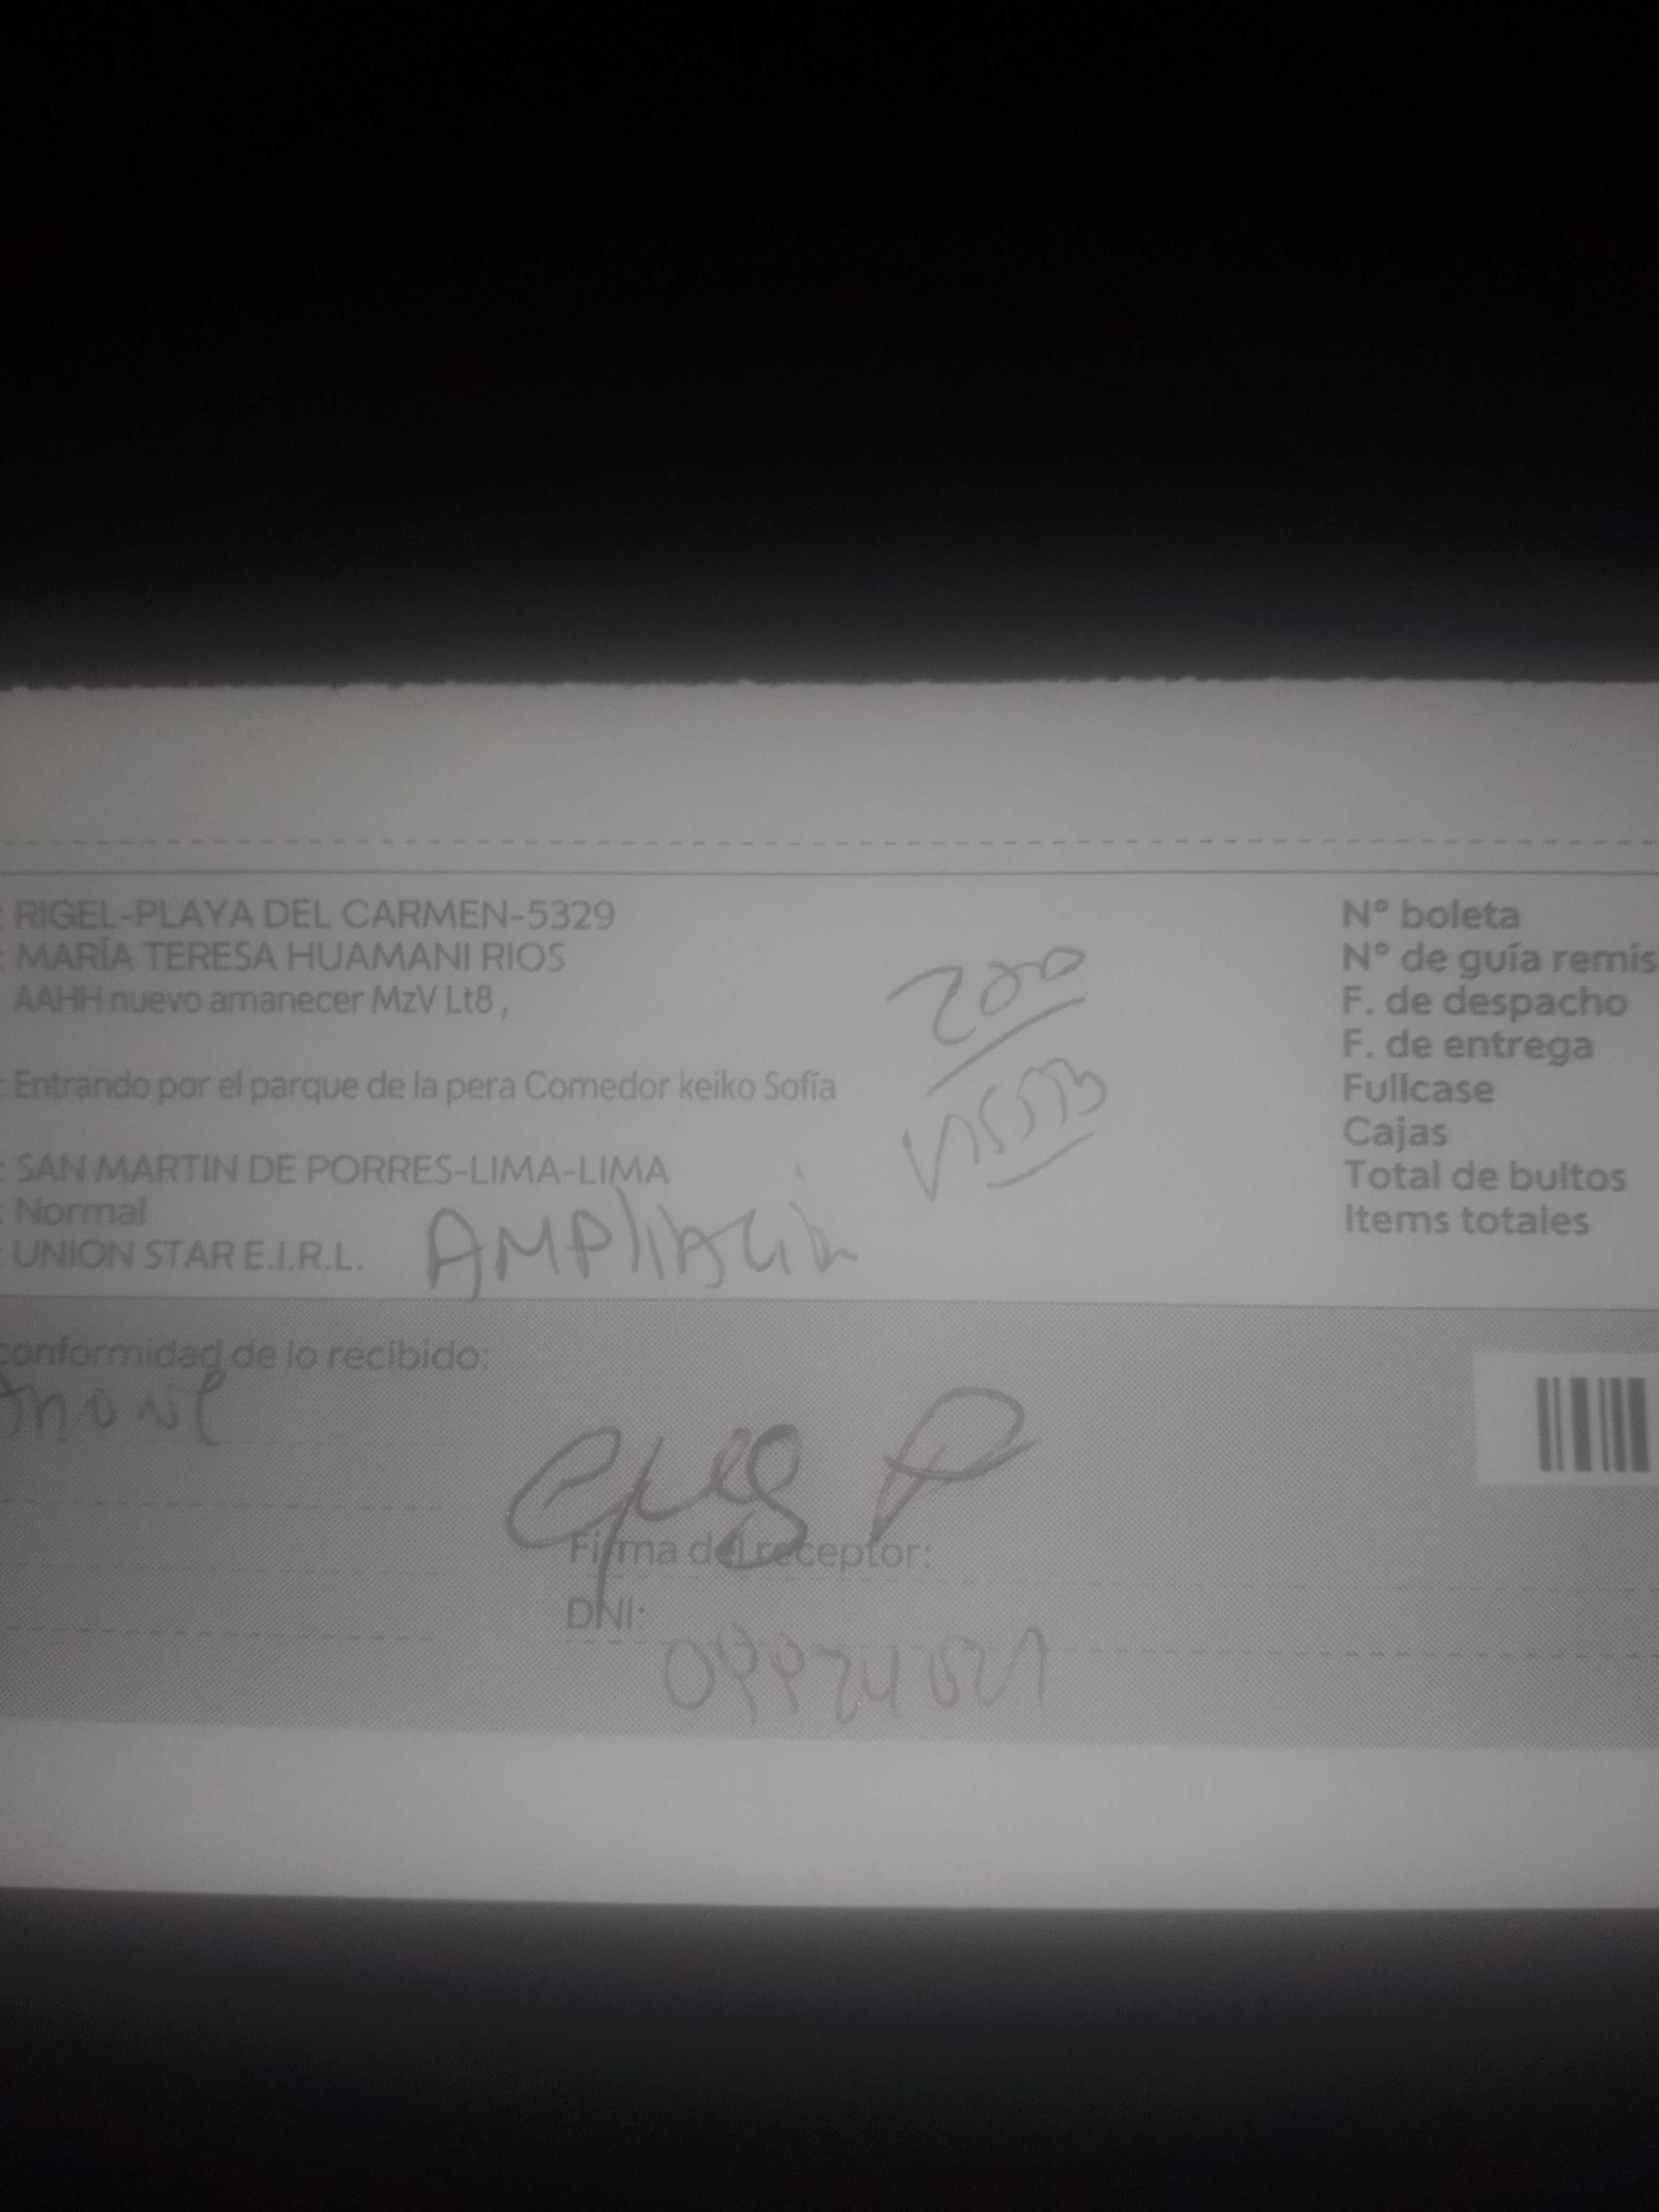 : RIGEL-PLAYA DEL CARMEN-5329
: MARÍA TERESA HUAMANI RIOS
AAHH nuevo amanecer MzV Lt8 ,
: Entrando por el parque de la pera Comedor keiko Sofía
: SAN MARTIN DE PORRES-LIMA-LIMA
: Normal
: UNION STAR E.I.R.L.
AMPliAción
200
N° boleta
N° de guía remis
F. de despacho
F. de entrega
Fullcase
Cajas
Total de bultos
Items totales
conformidad de lo recibido:
Firma del receptor:
DNI: